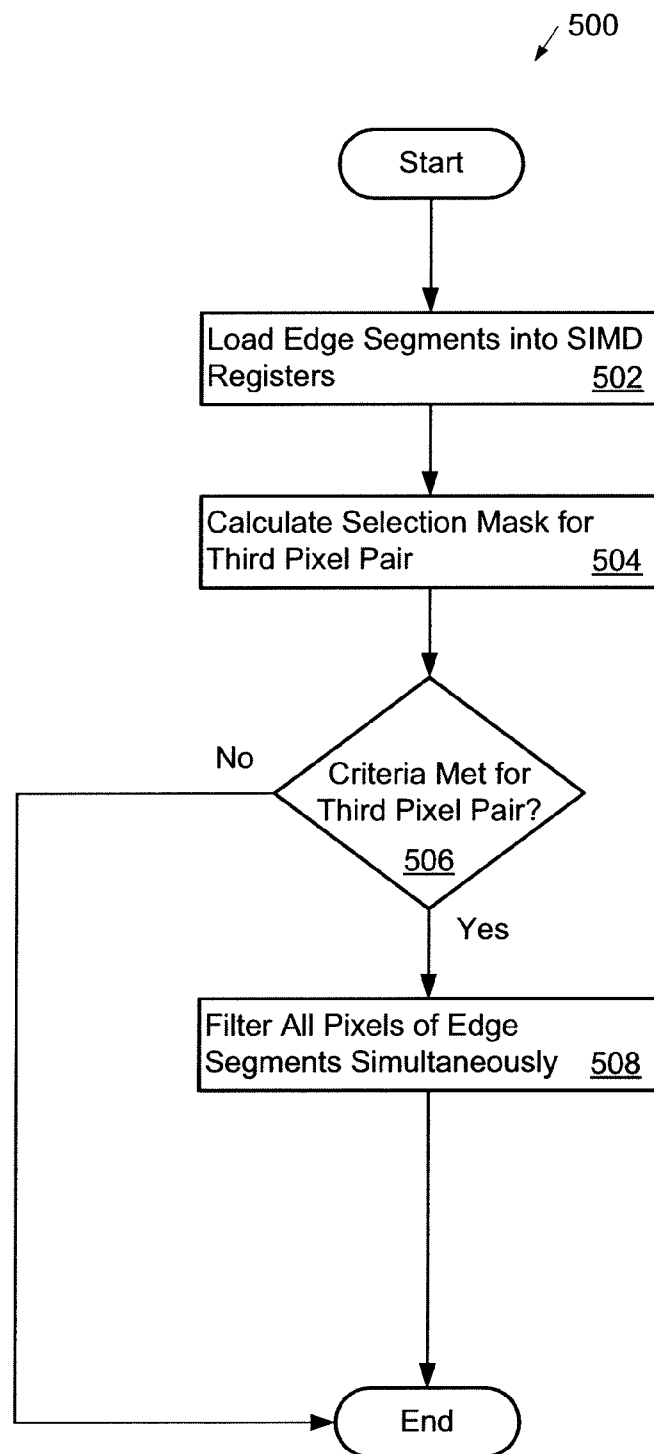 500
Start
Load Edge Segments into SIMD
Registers 502
Calculate Selection Mask for
Third Pixel Pair 504
No
Criteria Met for
Third Pixel Pair?
506
Yes
Filter All Pixels of Edge
Segments Simultaneously 508
End